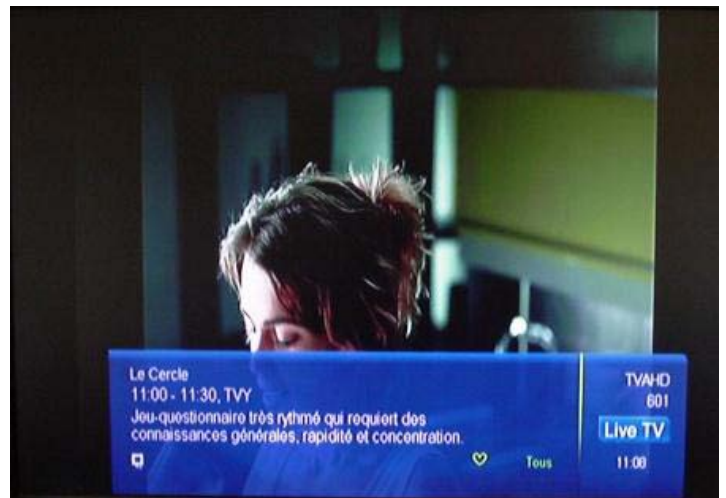 Le Cercle
11:00 - 11:30, TVY
Jeu-questionnaire très rythmé qui requiert des
connaissances générales, rapidité et concentration.
TVAHD
601
Live TV
Tous
11:08